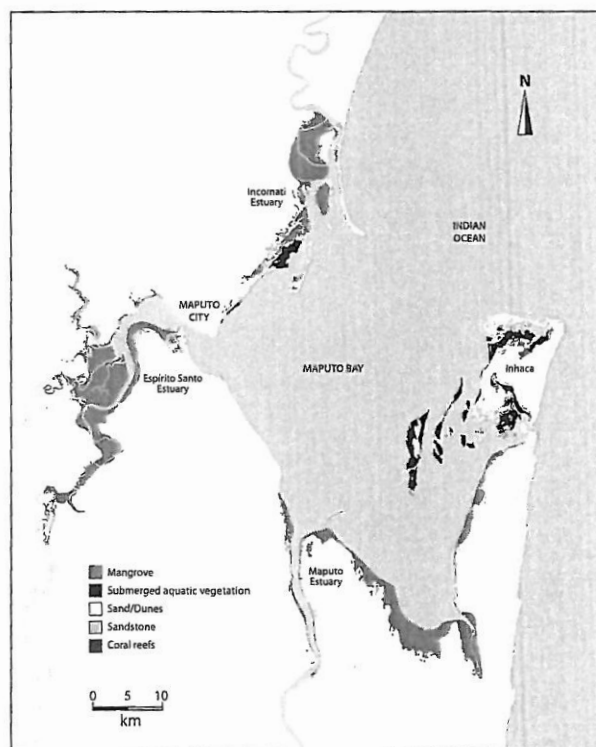 N
Incomati
Estuary
INDIAN
OCEAN
MAPUTO
CITY
MAPUTO BAY
Inhaca
Espírito Santo
Estuary
Maputo
Estuary
Mangrove
Submerged aquatic vegetation
Sand/Dunes
Sandstone
Coral reefs
0 5 10
km